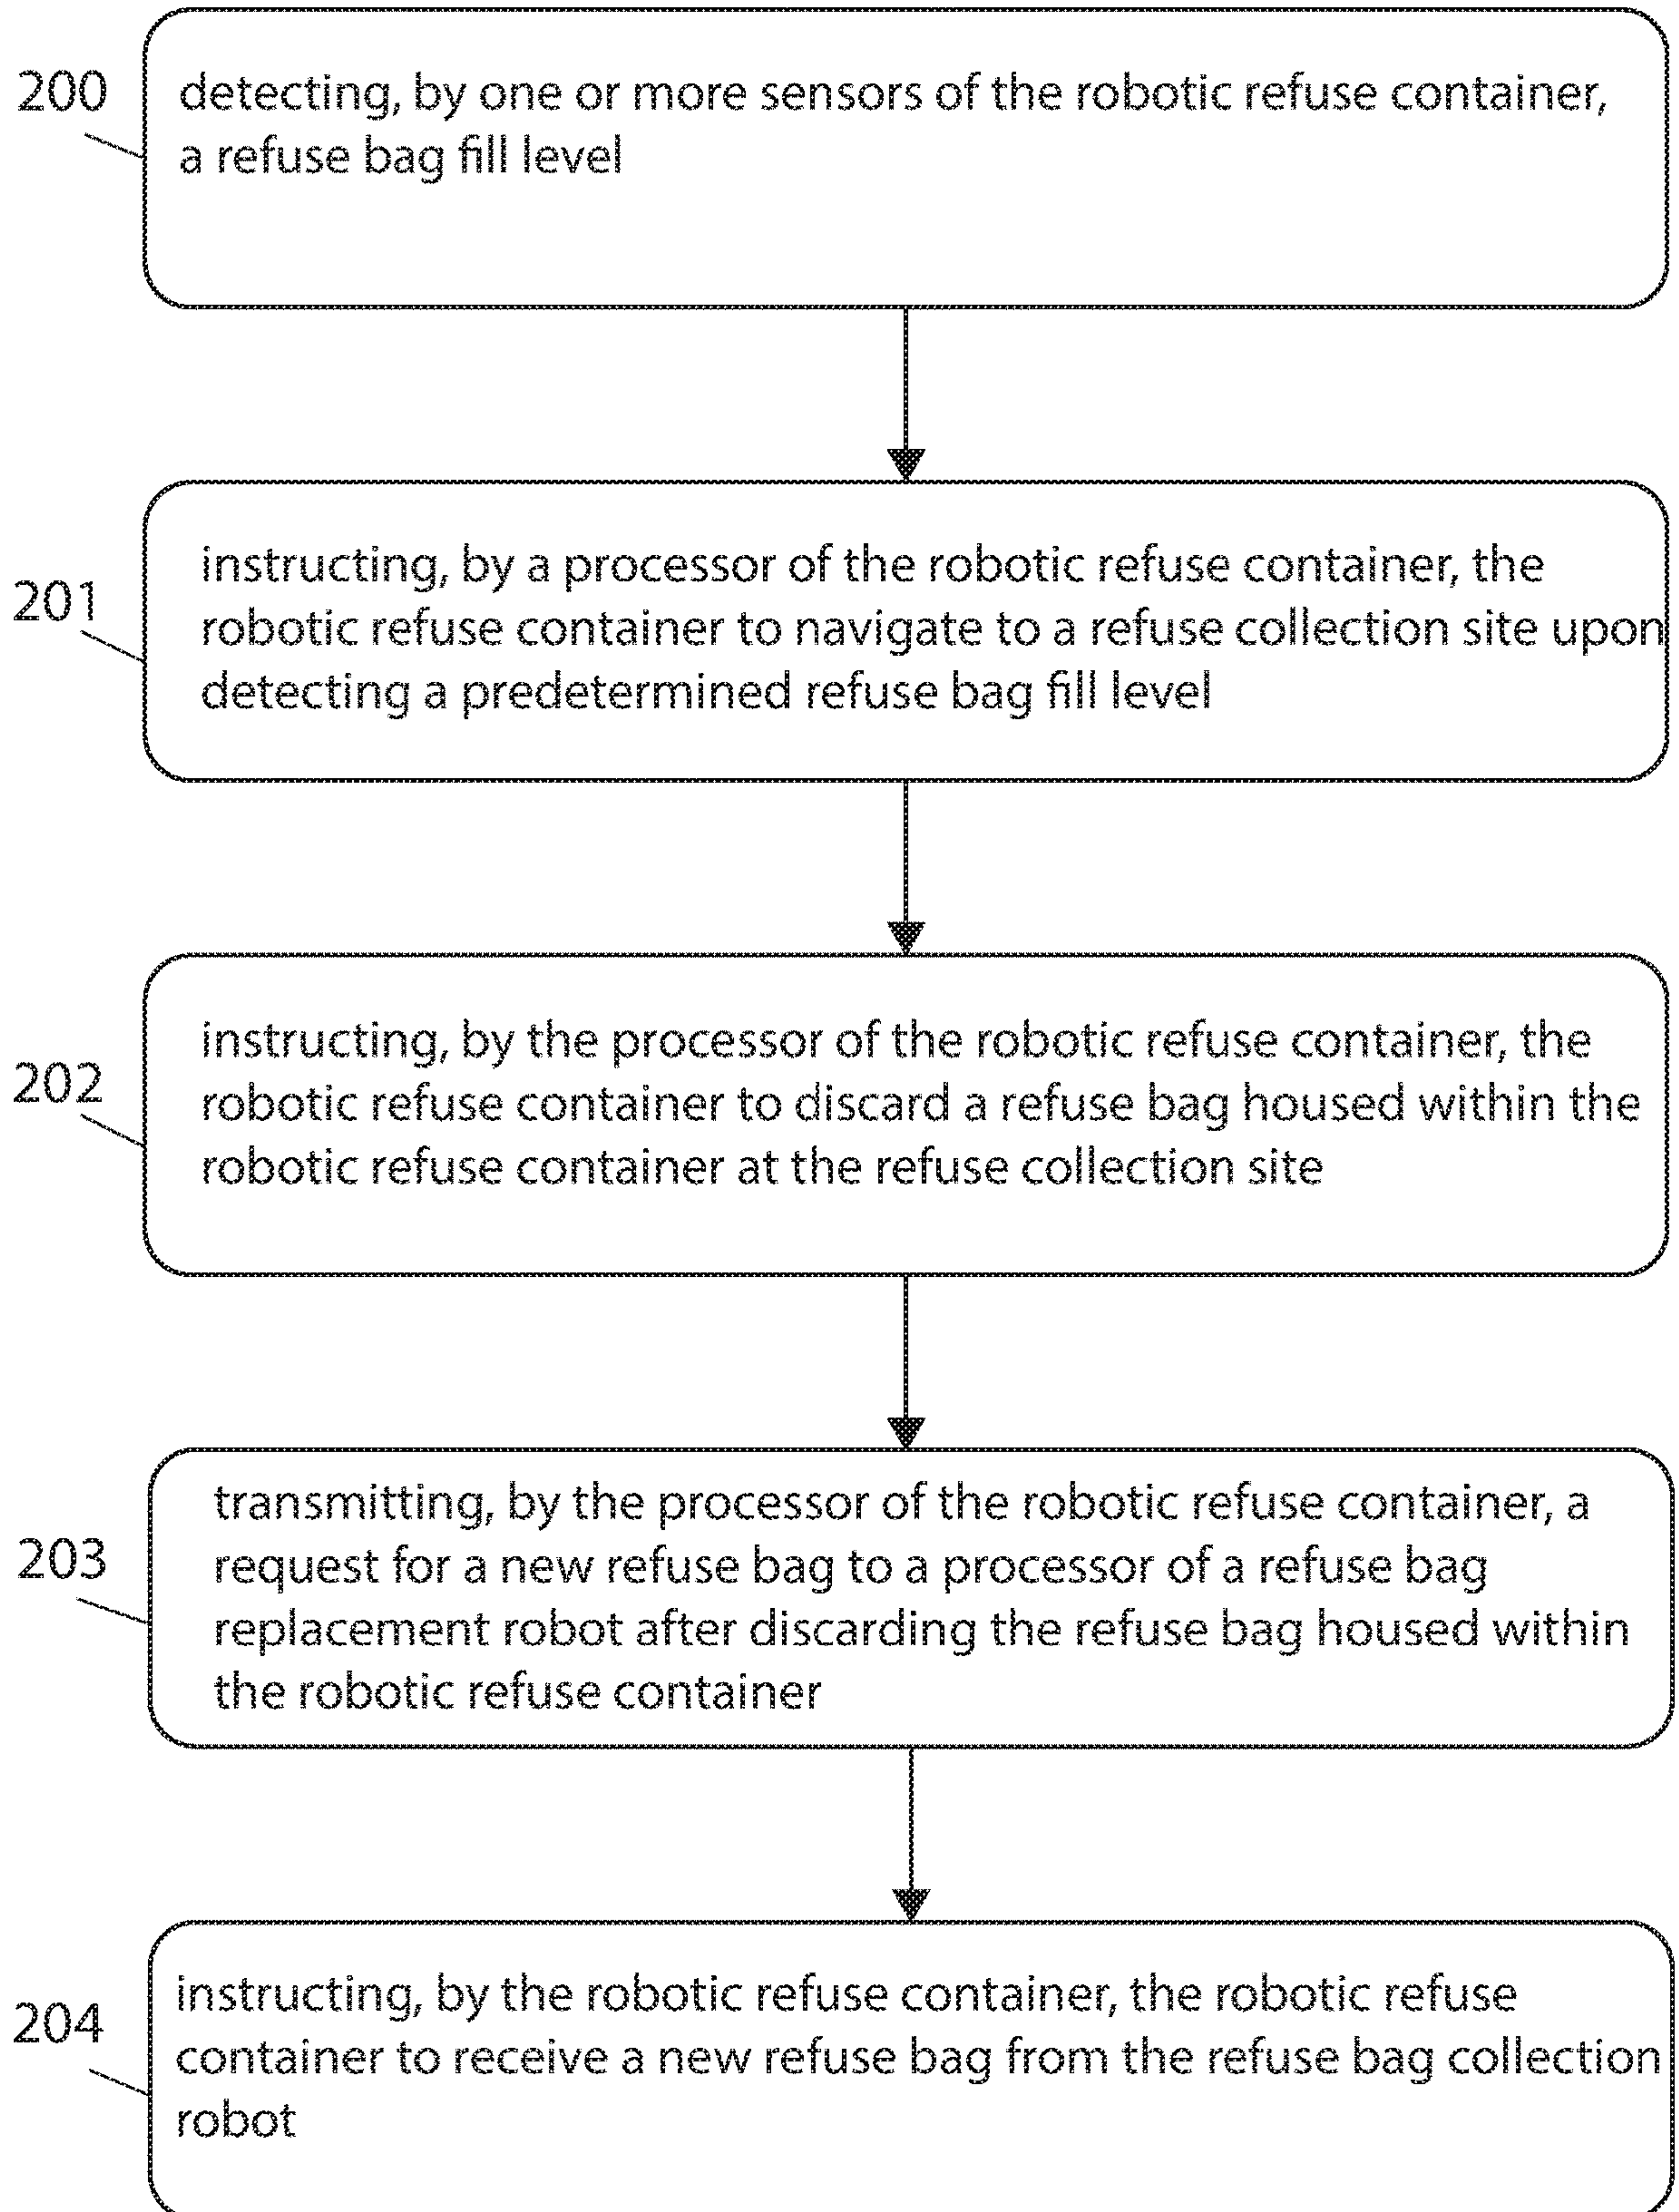 200
detecting, by one or more sensors of the robotic refuse container,
a refuse bag fill level
201
instructing, by a processor of the robotic refuse container, the
robotic refuse container to navigate to a refuse collection site upon
detecting a predetermined refuse bag fill level
202
instructing, by the processor of the robotic refuse container, the
robotic refuse container to discard a refuse bag housed within the
robotic refuse container at the refuse collection site
203
transmitting, by the processor of the robotic refuse container, a
request for a new refuse bag to a processor of a refuse bag
replacement robot after discarding the refuse bag housed within
the robotic refuse container
204
instructing, by the robotic refuse container, the robotic refuse
container to receive a new refuse bag from the refuse bag collection
robot